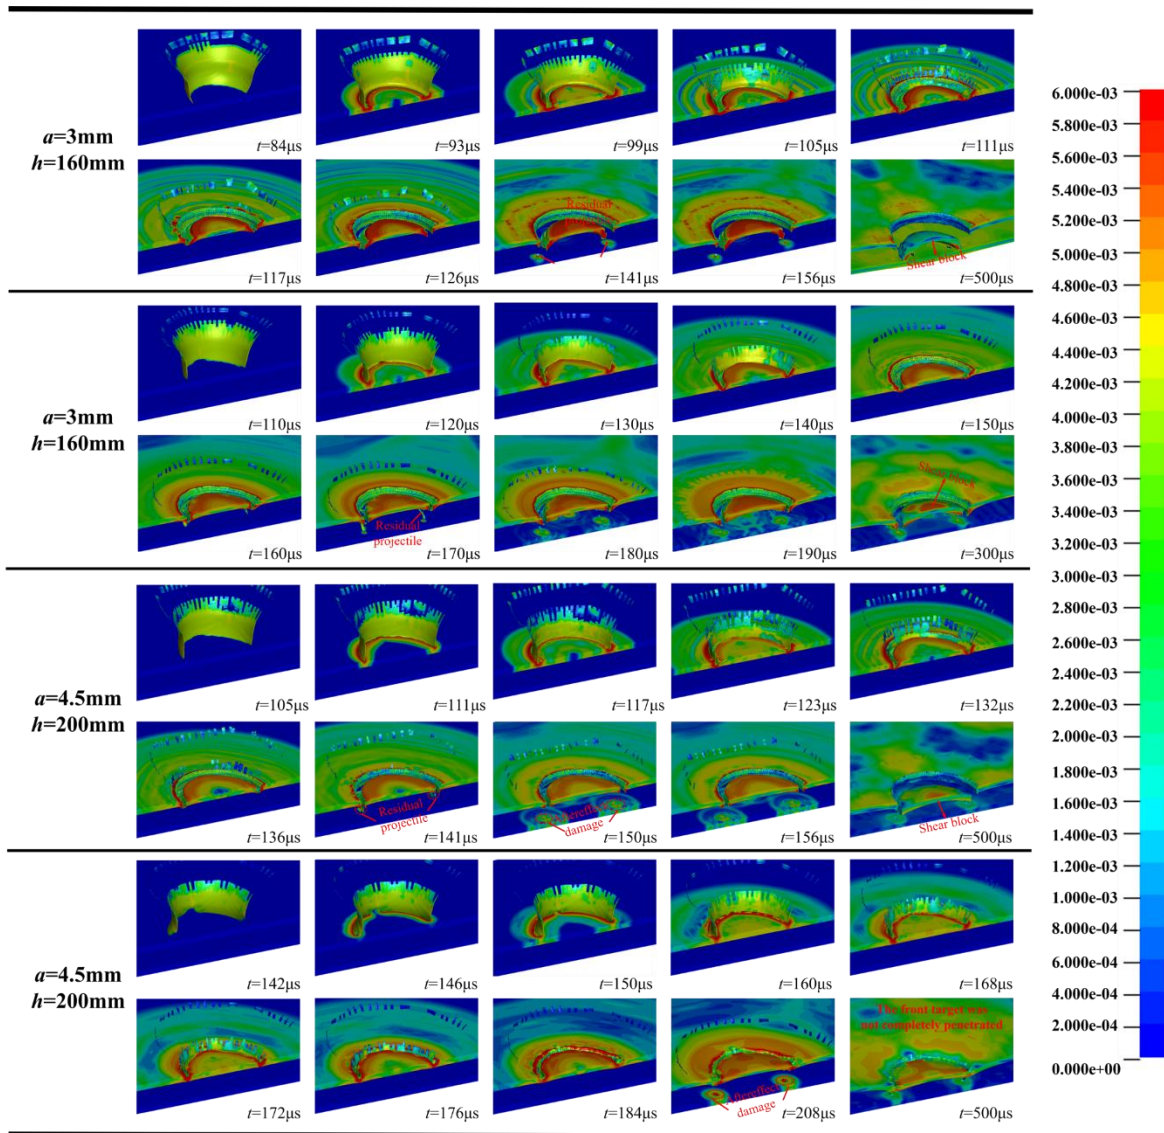 t=84μs
t=93μs
t=99μs
t=105μs
t=111μs
a=3mm
h=160mm
Residual
t=117μs
t=126μs
t=141μs
t=156μs
Shear block
t=500μs
t=110μs
t=120μs
t=130μs
t=140μs
t=150μs
a=3mm
h=160mm
Residual
projectile
Shear block
t=160μs
t=170μs
t=180μs
t=190μs
t=300μs
t=105μs
t=111μs
t=117μs
t=123μs
t=132μs
a=4.5mm
h=200mm
Residual
projectile
damage
Shear block
t=136μs
t=141μs
t=150μs
t=156μs
t=500μs
t=142μs
t=146μs
t=150μs
t=160μs
t=168μs
a=4.5mm
h=200mm
Aftereffect
damage
The front target was
not completely penetrated
t=172μs
t=176μs
t=184μs
t=208μs
t=500μs
6.000e-03
5.800e-03
5.600e-03
5.400e-03
5.200e-03
5.000e-03
4.800e-03
4.600e-03
4.400e-03
4.200e-03
4.000e-03
3.800e-03
3.600e-03
3.400e-03
3.200e-03
3.000e-03
2.800e-03
2.600e-03
2.400e-03
2.200e-03
2.000e-03
1.800e-03
1.600e-03
1.400e-03
1.200e-03
1.000e-03
8.000e-04
6.000e-04
4.000e-04
2.000e-04
0.000e+00